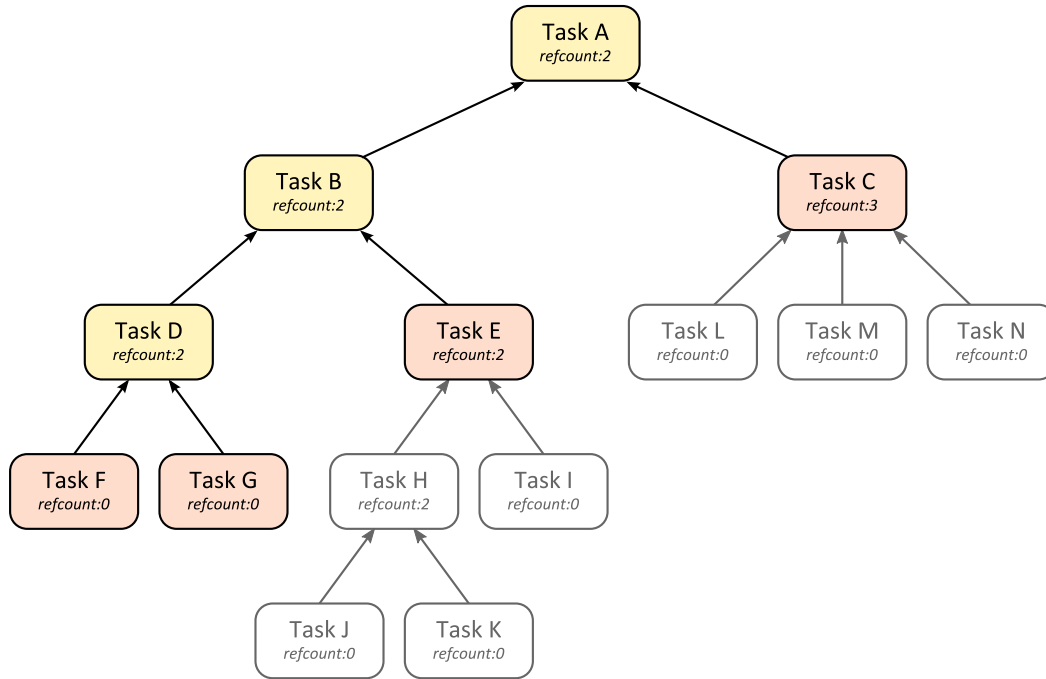 Task A
refcount:2
Task B
refcount:2
Task C
refcount:3
Task D
refcount:2
Task E
refcount:2
Task L
refcount:0
Task M
refcount:0
Task N
refcount:0
Task F
refcount:0
Task G
refcount:0
Task H
refcount:2
Task I
refcount:0
Task J
refcount:0
Task K
refcount:0